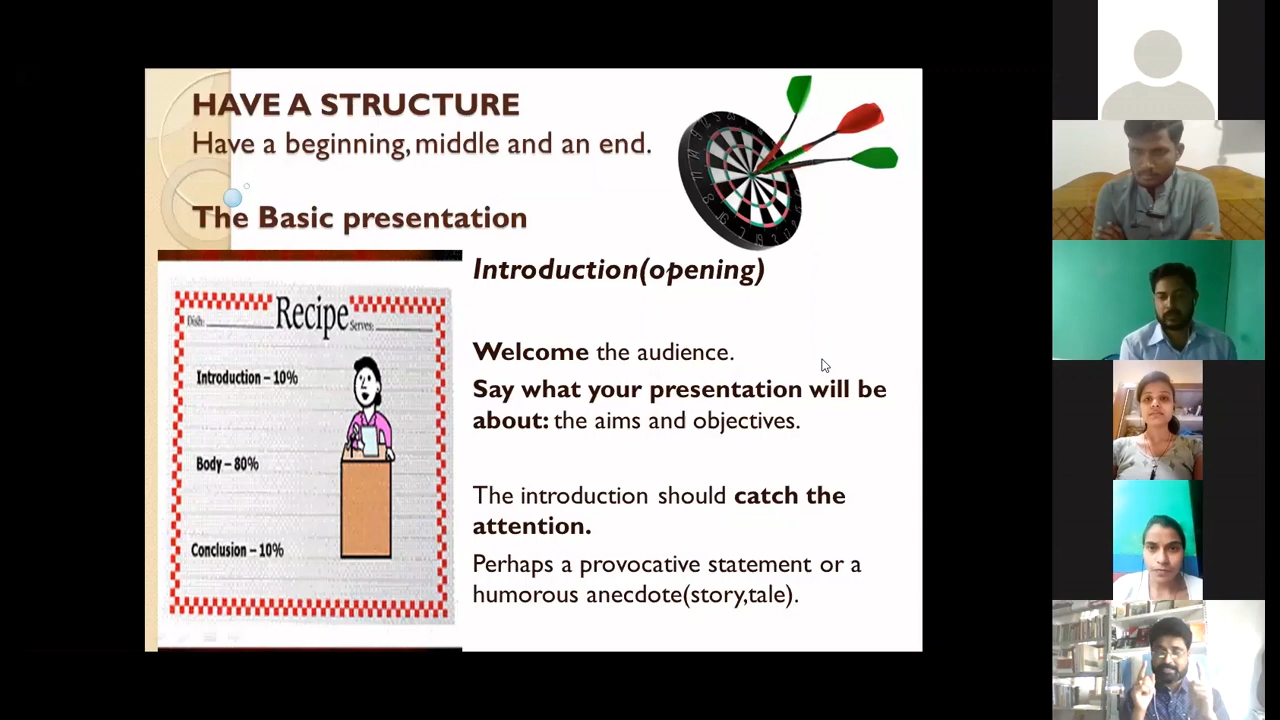 HAVE A STRUCTURE
Have a beginning, middle and an end.
The Basic presentation
Introduction(opening)
Recipe
Dish:
Serves:
Introduction – 10%
Body – 80%
Conclusion – 10%
Welcome the audience.
Say what your presentation will be
about: the aims and objectives.
The introduction should catch the
attention.
Perhaps a provocative statement or a
humorous anecdote(story,tale).